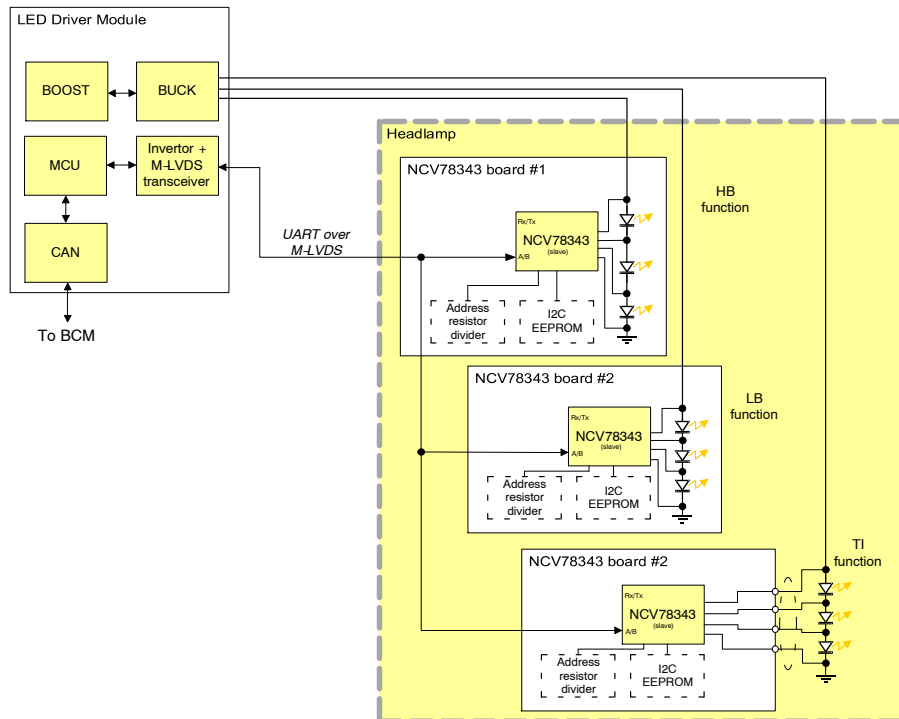 LED Driver Module
BOOST
BUCK
MCU
Invertor +
M-LVDS
transceiver
CAN
To BCM
UART over
M-LVDS
Headlamp
NCV78343 board #1
HB
function
Rx/Tx
NCV78343
(slave)
A/B
Address
resistor
divider
I2C
EEPROM
NCV78343 board #2
LB
function
Rx/Tx
NCV78343
(slave)
A/B
Address
resistor
divider
I2C
EEPROM
NCV78343 board #2
TI
function
Rx/Tx
NCV78343
(slave)
A/B
Address
resistor
divider
I2C
EEPROM